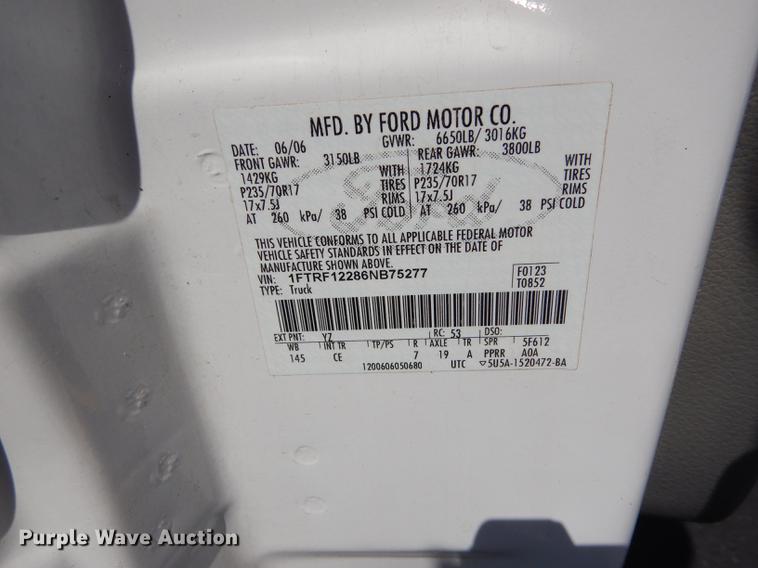 MFD. BY FORD MOTOR CO.
DATE: 06/06 GVWR: 6650LB/ 3016KG
FRONT GAWR: 3150LB REAR GAWR: 3800LB
1429KG WITH 1724KG WITH
P235/70R17 TIRES P235/70R17 TIRES
17x7.5J RIMS 17x7.5J RIMS
AT 260 kPa/ 38 PSI COLD AT 260 kPa/ 38 PSI COLD
Ford
THIS VEHICLE CONFORMS TO ALL APPLICABLE FEDERAL MOTOR
VEHICLE SAFETY STANDARDS IN EFFECT ON THE DATE OF
MANUFACTURE SHOWN ABOVE.
VIN: 1FTRF12286NB75277 F0123
TYPE: Truck T0852
EXT PNT: YZ RC: 53 DSO:
WB INT TR TP/PS R AXLE TR SPR 5F612
145 CE 7 19 A PPRR A0A
1200606050680 UTC ▽5U5A-1520472-BA
Purple Wave Auction